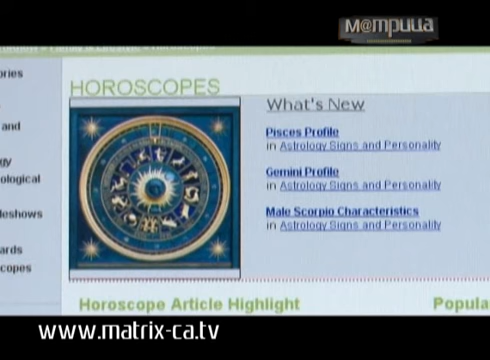 М@трица
ories
HOROSCOPES
What's New
and
Pisces Profile
in Astrology Signs and Personality
gy
ological
Gemini Profile
in Astrology Signs and Personality
deshows
Male Scorpio Characteristics
in Astrology Signs and Personality
ards
copes
Horoscope Article Highlight
Popula
www.matrix-ca.tv